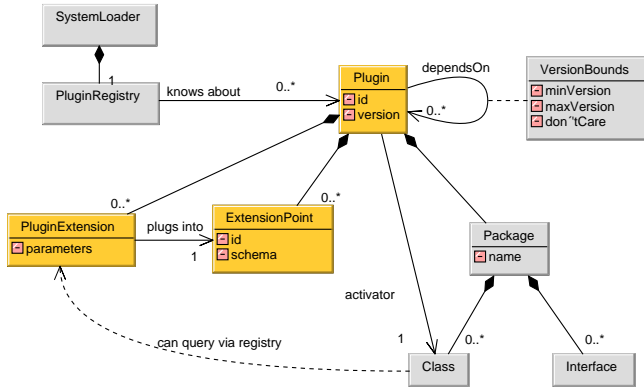 SystemLoader
1
PluginRegistry
knows about
0..*
Plugin
id
version
dependsOn
0..*
VersionBounds
minVersion
maxVersion
don´'tCare
0..*
0..*
PluginExtension
parameters
plugs into
1
ExtensionPoint
id
schema
Package
name
activator
can query via registry
1
0..*
0..*
Class
Interface